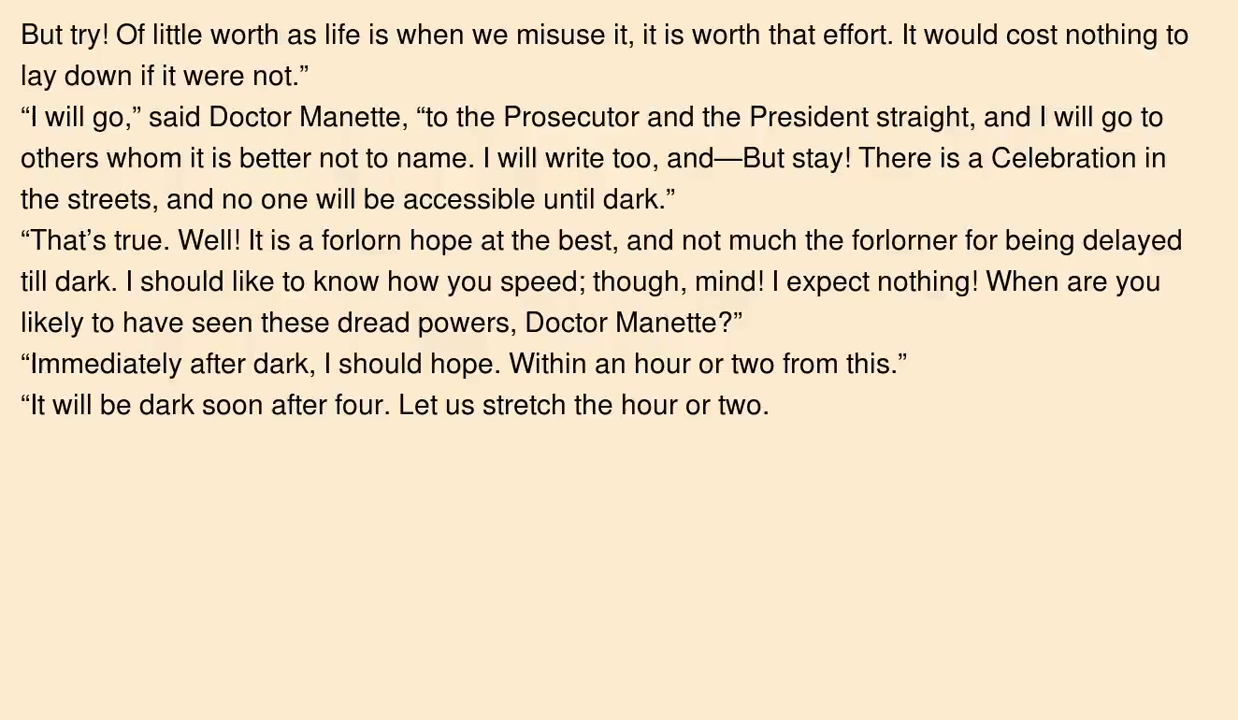 But try! Of little worth as life is when we misuse it, it is worth that effort. It would cost nothing to
lay down if it were not.”
“I will go,” said Doctor Manette, “to the Prosecutor and the President straight, and I will go to
others whom it is better not to name. I will write too, and—But stay! There is a Celebration in
the streets, and no one will be accessible until dark.”
“That’s true. Well! It is a forlorn hope at the best, and not much the forlorner for being delayed
till dark. I should like to know how you speed; though, mind! I expect nothing! When are you
likely to have seen these dread powers, Doctor Manette?”
“Immediately after dark, I should hope. Within an hour or two from this.”
“It will be dark soon after four. Let us stretch the hour or two.